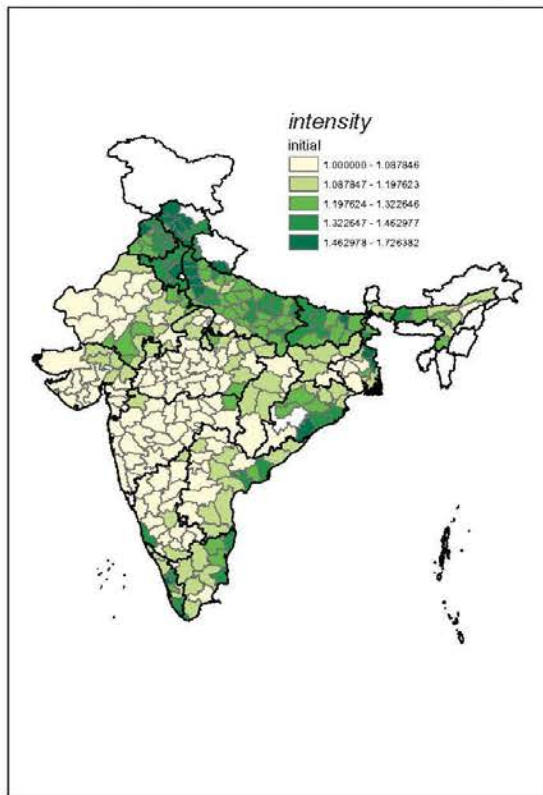 intensity
initial
1.000000 - 1.087846
1.087847 - 1.197623
1.197624 - 1.322646
1.322647 - 1.462977
1.462978 - 1.726382